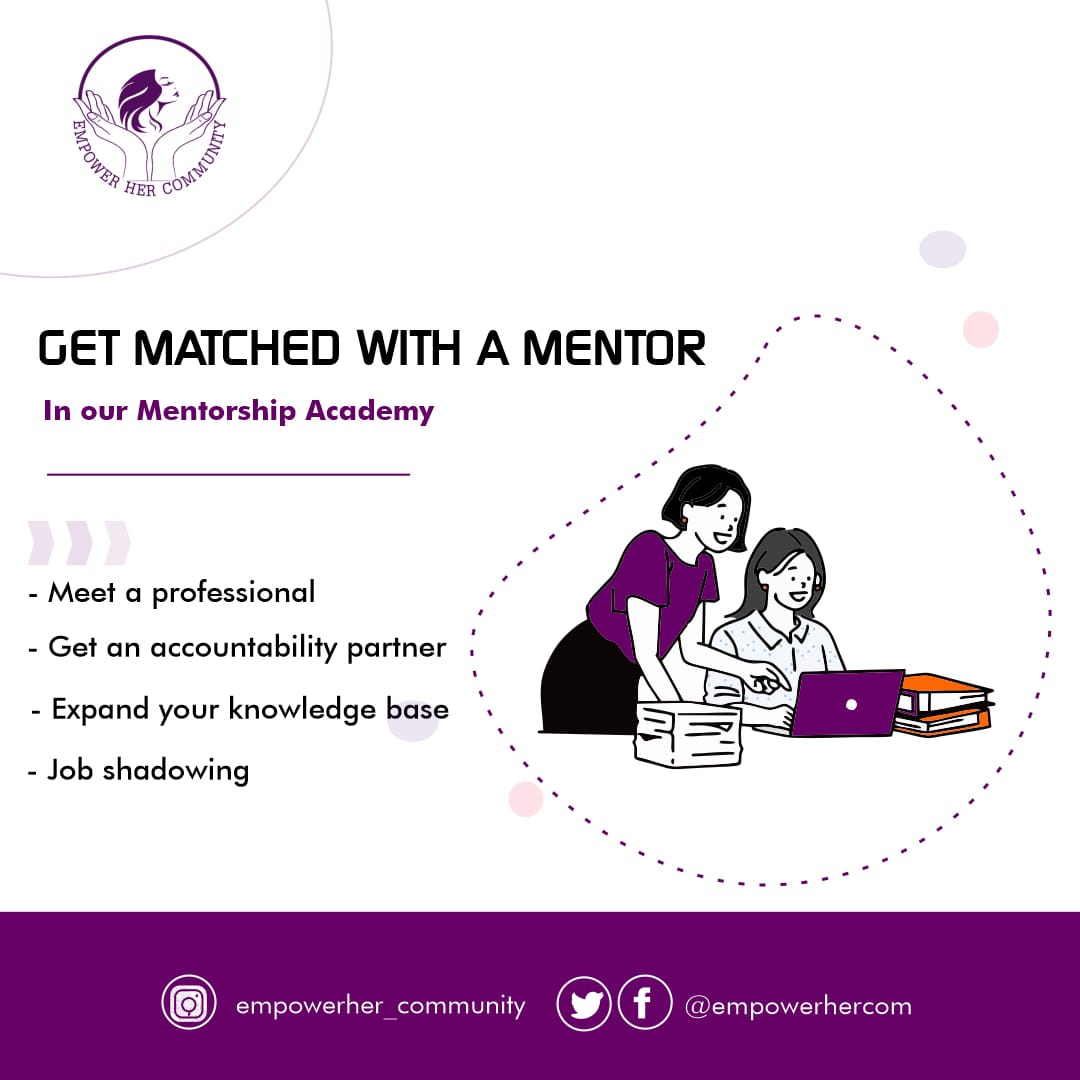 EMPOWER HER COMMUNITY
GET MATCHED WITH A MENTOR
In our Mentorship Academy
- Meet a professional
- Get an accountability partner
- Expand your knowledge base
- Job shadowing
empowerher_community
@empowerhercom